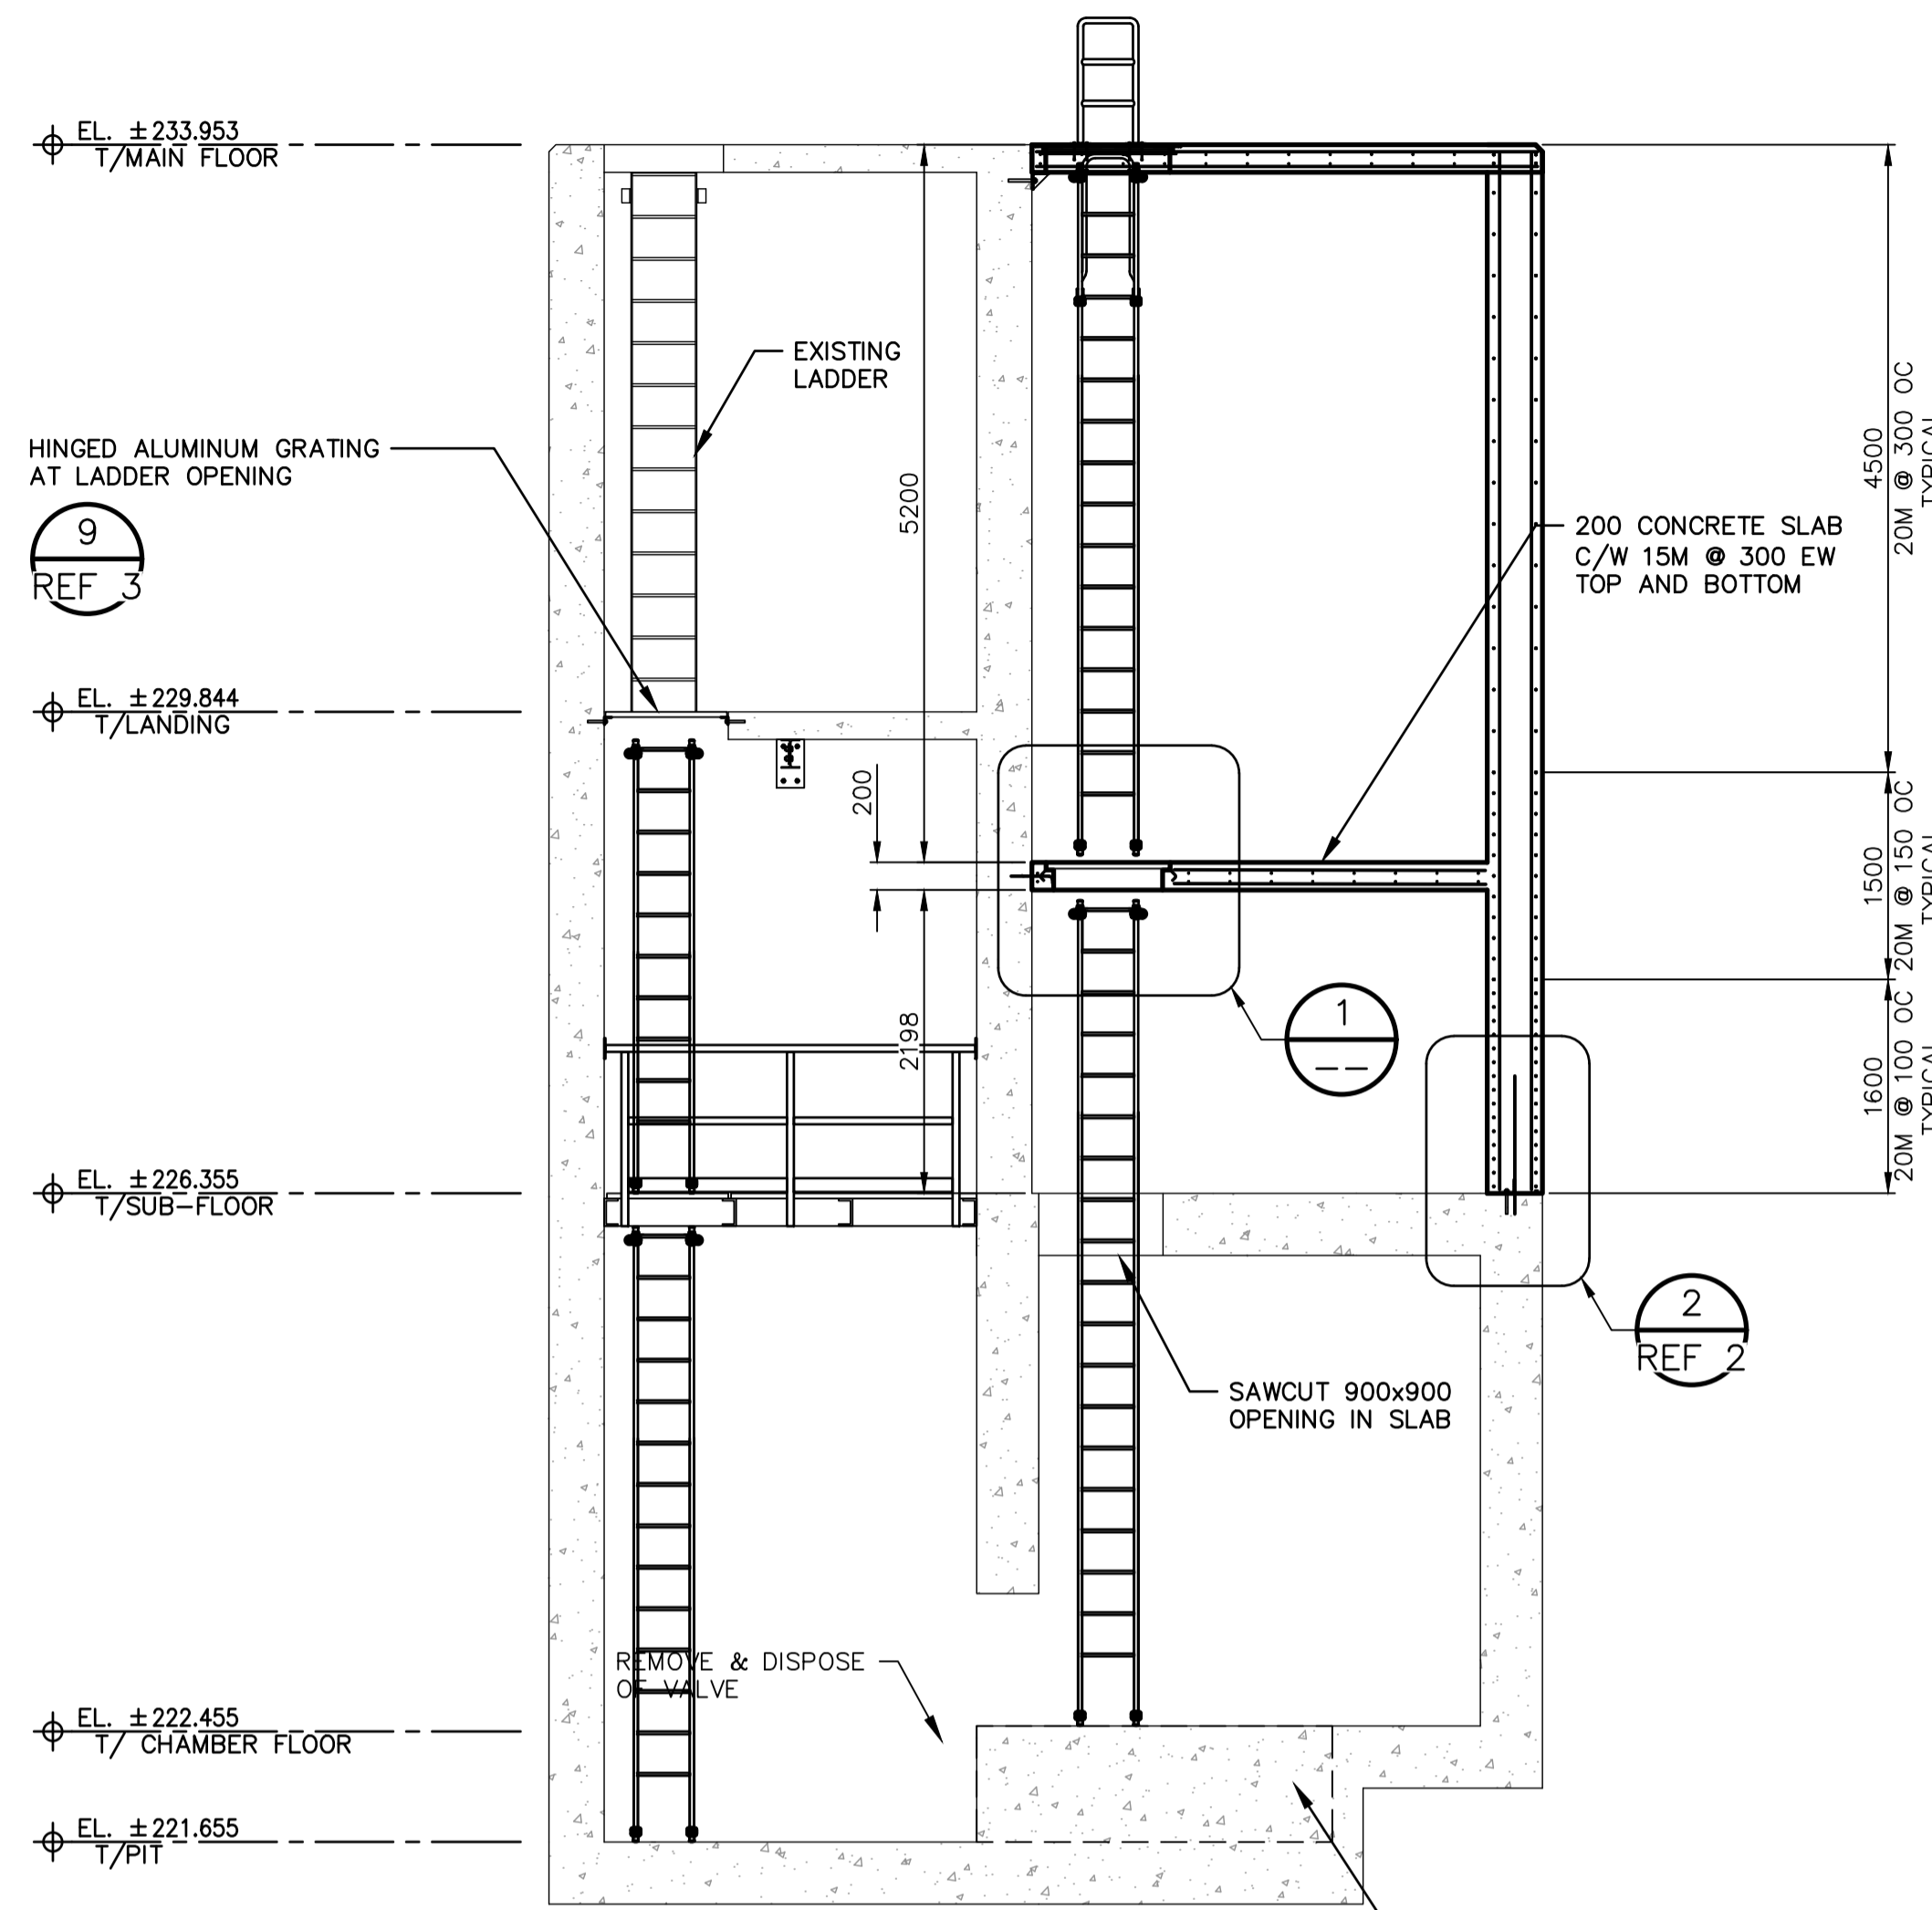 EL. ±233.953
T/MAIN FLOOR
EXISTING
LADDER
HINGED ALUMINUM GRATING
AT LADDER OPENING
9
REF 3
5200
4500
20M @ 300 OC
TYPICAL
200 CONCRETE SLAB
C/W 15M @ 300 EW
TOP AND BOTTOM
EL. ±229.844
T/LANDING
200
1500
20M @ 150 OC
TYPICAL
2198
1
--
1600
20M @ 100 OC
TYPICAL
EL. ±226.355
T/SUB-FLOOR
2
REF 2
SAWCUT 900x900
OPENING IN SLAB
REMOVE & DISPOSE
OF VALVE
EL. ±222.455
T/ CHAMBER FLOOR
EL. ±221.655
T/PIT